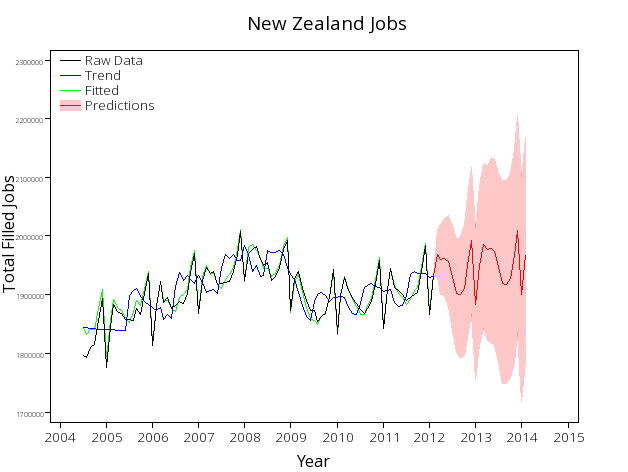 New Zealand Jobs
Raw Data
Trend
Fitted
Predictions
Total Filled Jobs
2300000
2200000
2100000
2000000
1900000
1800000
1700000
2004 2005 2006 2007 2008 2009 2010 2011 2012 2013 2014 2015
Year